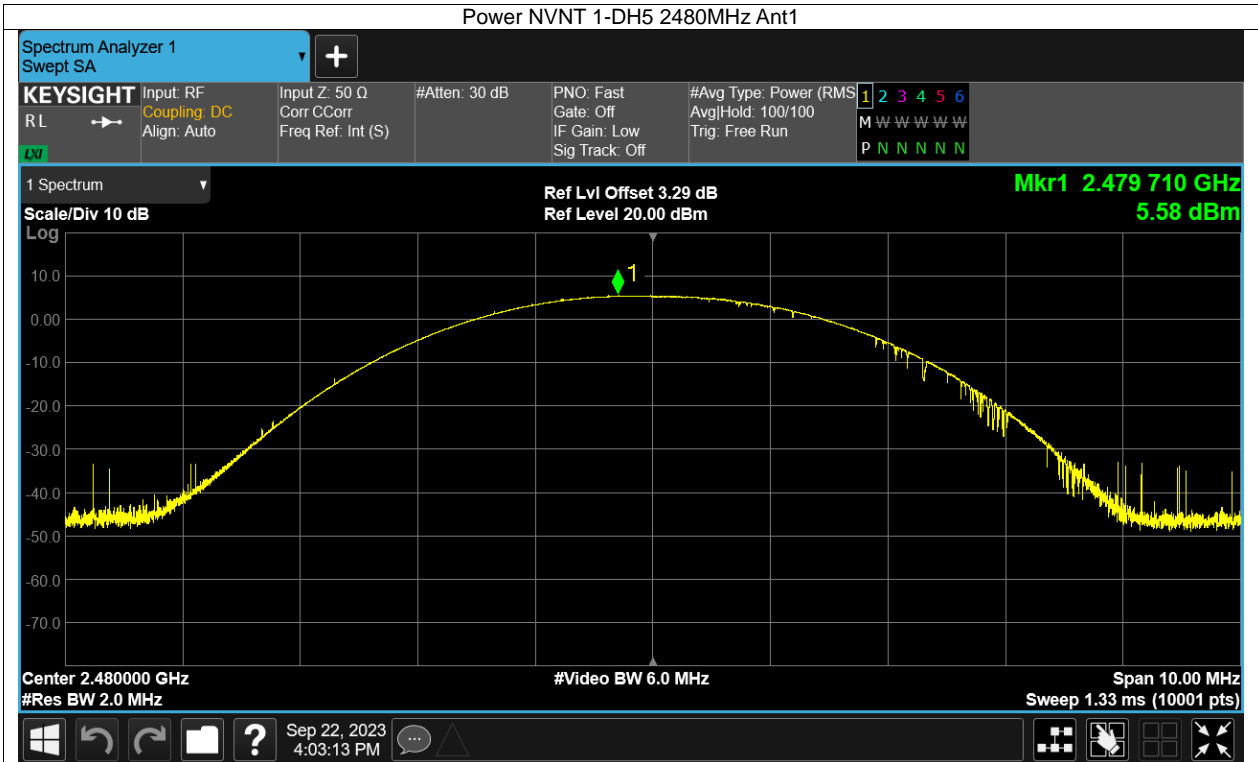 Power NVNT 1-DH5 2480MHz Ant1
Spectrum Analyzer 1
Swept SA
KEYSIGHT
R L
LXI
Input: RF
Coupling: DC
Align: Auto
Input Z: 50 Ω
Corr CCorr
Freq Ref: Int (S)
#Atten: 30 dB
PNO: Fast
Gate: Off
IF Gain: Low
Sig Track: Off
#Avg Type: Power (RMS
Avg|Hold: 100/100
Trig: Free Run
1 2 3 4 5 6
M W W W W W
P N N N N N
1 Spectrum
Scale/Div 10 dB
Log
Ref Lvl Offset 3.29 dB
Ref Level 20.00 dBm
Mkr1 2.479 710 GHz
5.58 dBm
1
10.0
0.00
-10.0
-20.0
-30.0
-40.0
-50.0
-60.0
-70.0
Center 2.480000 GHz
#Res BW 2.0 MHz
#Video BW 6.0 MHz
Span 10.00 MHz
Sweep 1.33 ms (10001 pts)
?
Sep 22, 2023
4:03:13 PM